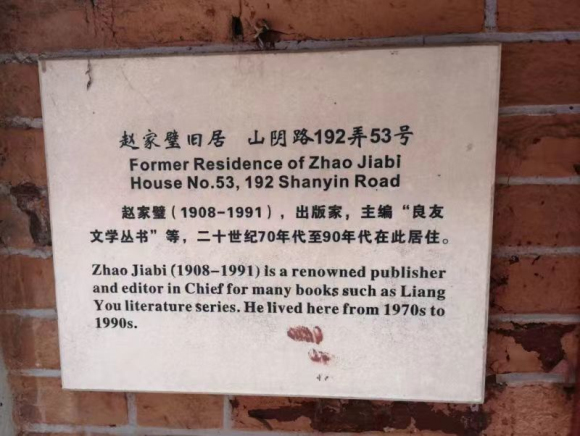 赵家璧旧居 山阴路192弄53号
Former Residence of Zhao Jiabi
House No.53, 192 Shanyin Road
赵家璧（1908-1991），出版家，主编“良友
文学丛书”等，二十世纪70年代至90年代在此居住。
Zhao Jiabi (1908-1991) is a renowned publisher
and editor in Chief for many books such as Liang
You literature series. He lived here from 1970s to
1990s.